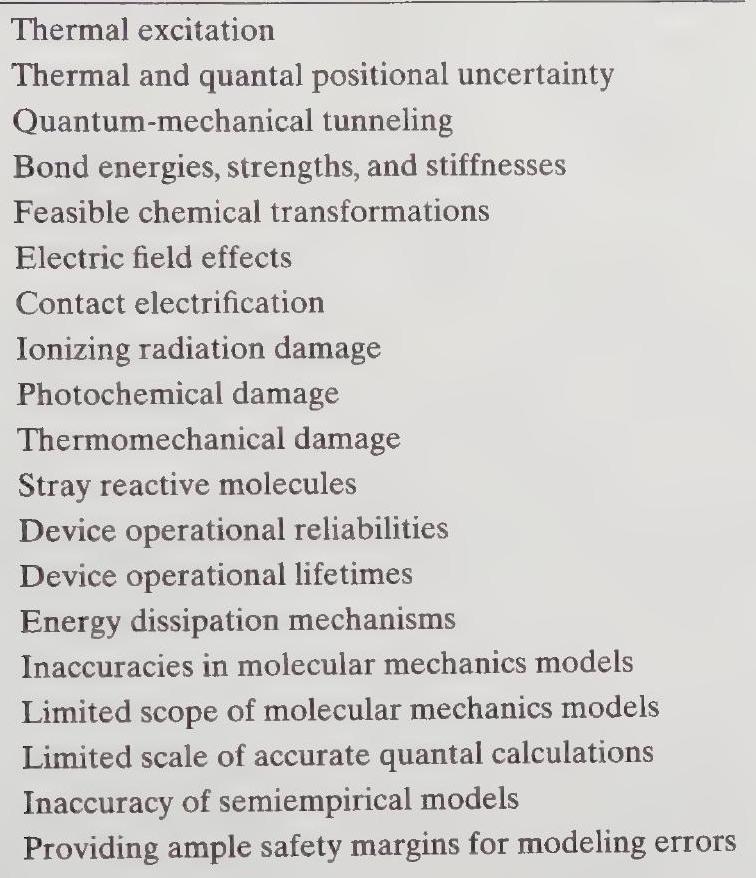 Thermal excitation
Thermal and quantal positional uncertainty
Quantum-mechanical tunneling
Bond energies, strengths, and stiffnesses
Feasible chemical transformations
Electric field effects
Contact electrification
Ionizing radiation damage
Photochemical damage
Thermomechanical damage
Stray reactive molecules
Device operational reliabilities
Device operational lifetimes
Energy dissipation mechanisms
Inaccuracies in molecular mechanics models
Limited scope of molecular mechanics models
Limited scale of accurate quantal calculations
Inaccuracy of semiempirical models
Providing ample safety margins for modeling errors